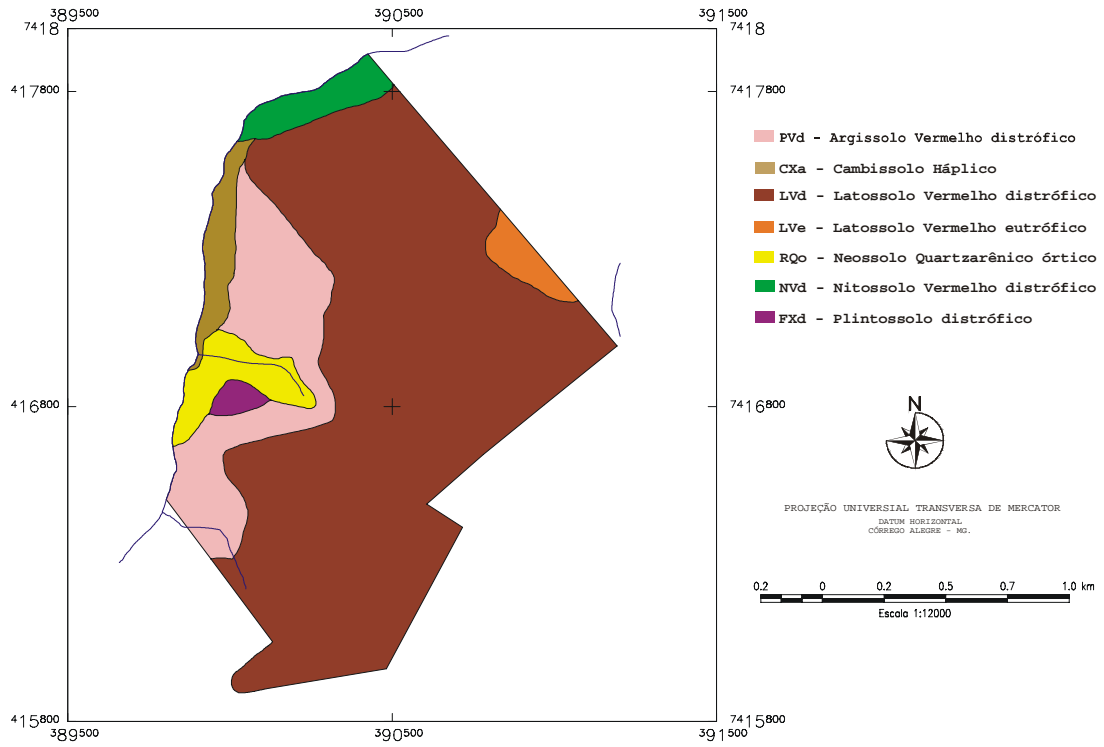 389500 390500 391500
7418 7418
417800 417800
PVd - Argissolo Vermelho distrófico
CXa - Cambissolo Háplico
LVd - Latossolo Vermelho distrófico
LVe - Latossolo Vermelho eutrófico
RQo - Neossolo Quartzarênico órtico
NVd - Nitossolo Vermelho distrófico
FXd - Plintossolo distrófico
416800 7416800
N
PROJEÇÃO UNIVERSIAL TRANSVERSA DE MERCATOR
DATUM HORIZONTAL
CÓRREGO ALEGRE - MG.
0.2 0 0.2 0.5 0.7 1.0 km
Escala 1:12000
415800 7415800
389500 390500 391500